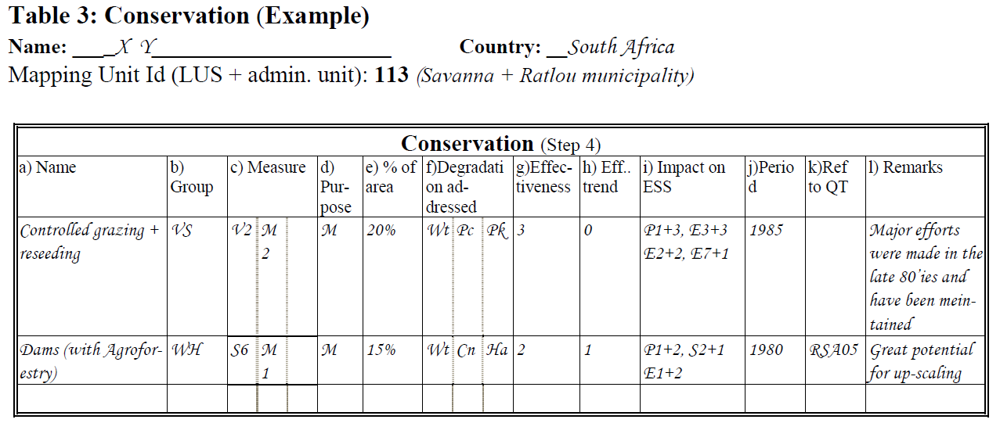 Table 3: Conservation (Example)
Name: ____X Y______________________ Country: __South Africa
Mapping Unit Id (LUS + admin. unit): 113 (Savanna + Ratlou municipality)
Conservation (Step 4)
a) Name b) Group c) Measure d) Pur-pose e) % of area f)Degradati on ad-dressed g)Effec-tiveness h) Eff.. trend i) Impact on ESS j)Perio d k)Ref to QT l) Remarks
Controlled grazing + reseeding VS V2 M 2 M 20% Wt Pc Pk 3 0 P1+3, E3+3 E2+2, E7+1 1985 Major efforts were made in the late 80'ies and have been mein-tained
Dams (with Agrofor-estry) WH S6 M 1 M 15% Wt Cn Ha 2 1 P1+2, S2+1 E1+2 1980 RSA05 Great potential for up-scaling